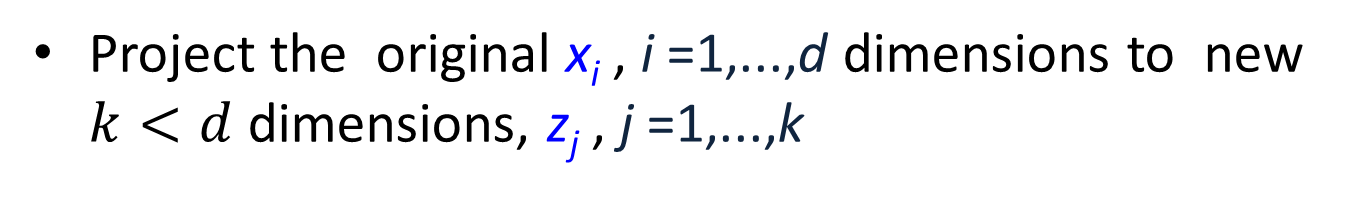 • Project the original xᵢ , i =1,...,d dimensions to new
k < d dimensions, zⱼ , j =1,...,k